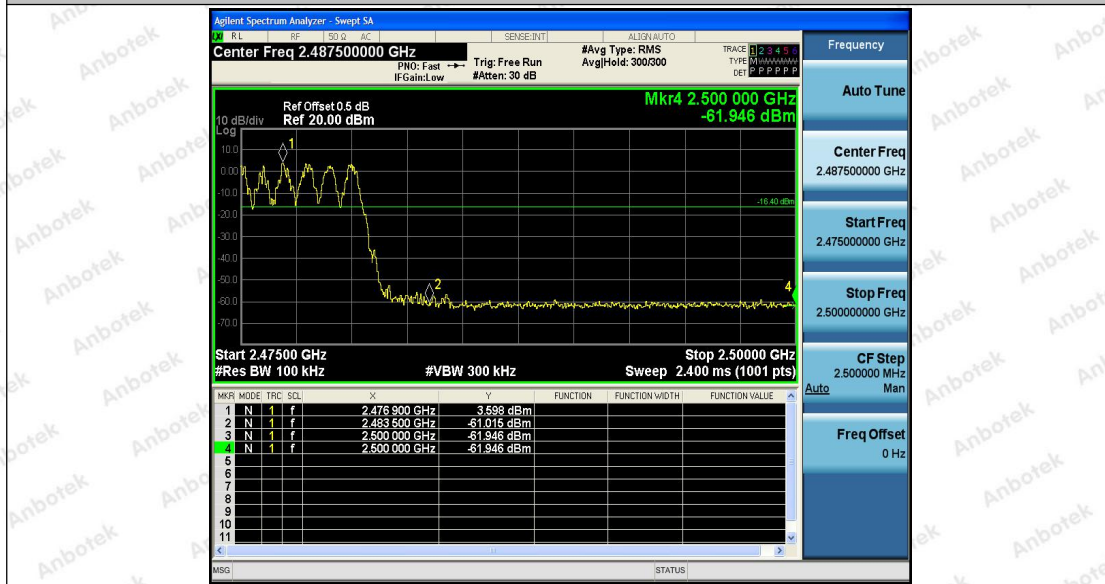 Agilent Spectrum Analyzer - Swept SA
RL RF 50 Ω AC SENSE:INT ALIGNAUTO
Center Freq 2.487500000 GHz
PNO: Fast
IFGain:Low
Trig: Free Run
#Atten: 30 dB
#Avg Type: RMS
Avg|Hold: 300/300
TRACE 1 2 3 4 5 6
TYPE M
DET P P P P P P
Mkr4 2.500 000 GHz
-61.946 dBm
Ref Offset 0.5 dB
10 dB/div Ref 20.00 dBm
Log
10.0
0.00
-10.0
-20.0
-30.0
-40.0
-50.0
-60.0
-70.0
1
2
4
-16.40 dBm
Start 2.47500 GHz Stop 2.50000 GHz
#Res BW 100 kHz #VBW 300 kHz Sweep 2.400 ms (1001 pts)
MKR MODE TRC SCL X Y FUNCTION FUNCTION WIDTH FUNCTION VALUE
1 N 1 f 2.476 900 GHz 3.598 dBm
2 N 1 f 2.483 500 GHz -61.015 dBm
3 N 1 f 2.500 000 GHz -61.946 dBm
4 N 1 f 2.500 000 GHz -61.946 dBm
5
6
7
8
9
10
11
MSG STATUS
Frequency
Auto Tune
Center Freq
2.487500000 GHz
Start Freq
2.475000000 GHz
Stop Freq
2.500000000 GHz
CF Step
2.500000 MHz
Auto Man
Freq Offset
0 Hz
Anbotek